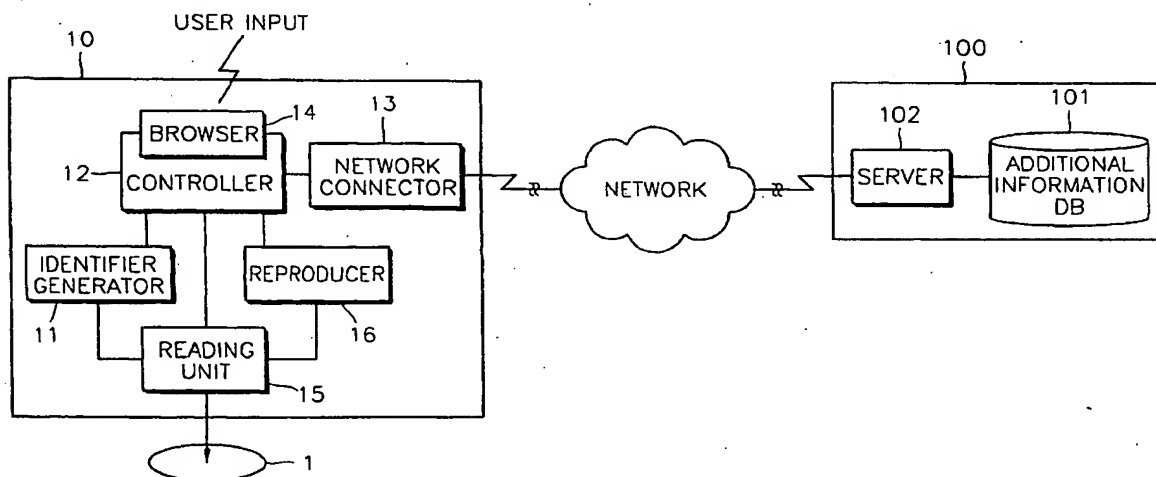 USER INPUT
10
100
14
13
101
BROWSER
102
12
CONTROLLER
NETWORK
CONNECTOR
NETWORK
SERVER
ADDITIONAL
INFORMATION
DB
IDENTIFIER
GENERATOR
REPRODUCER
11
16
READING
UNIT
15
1